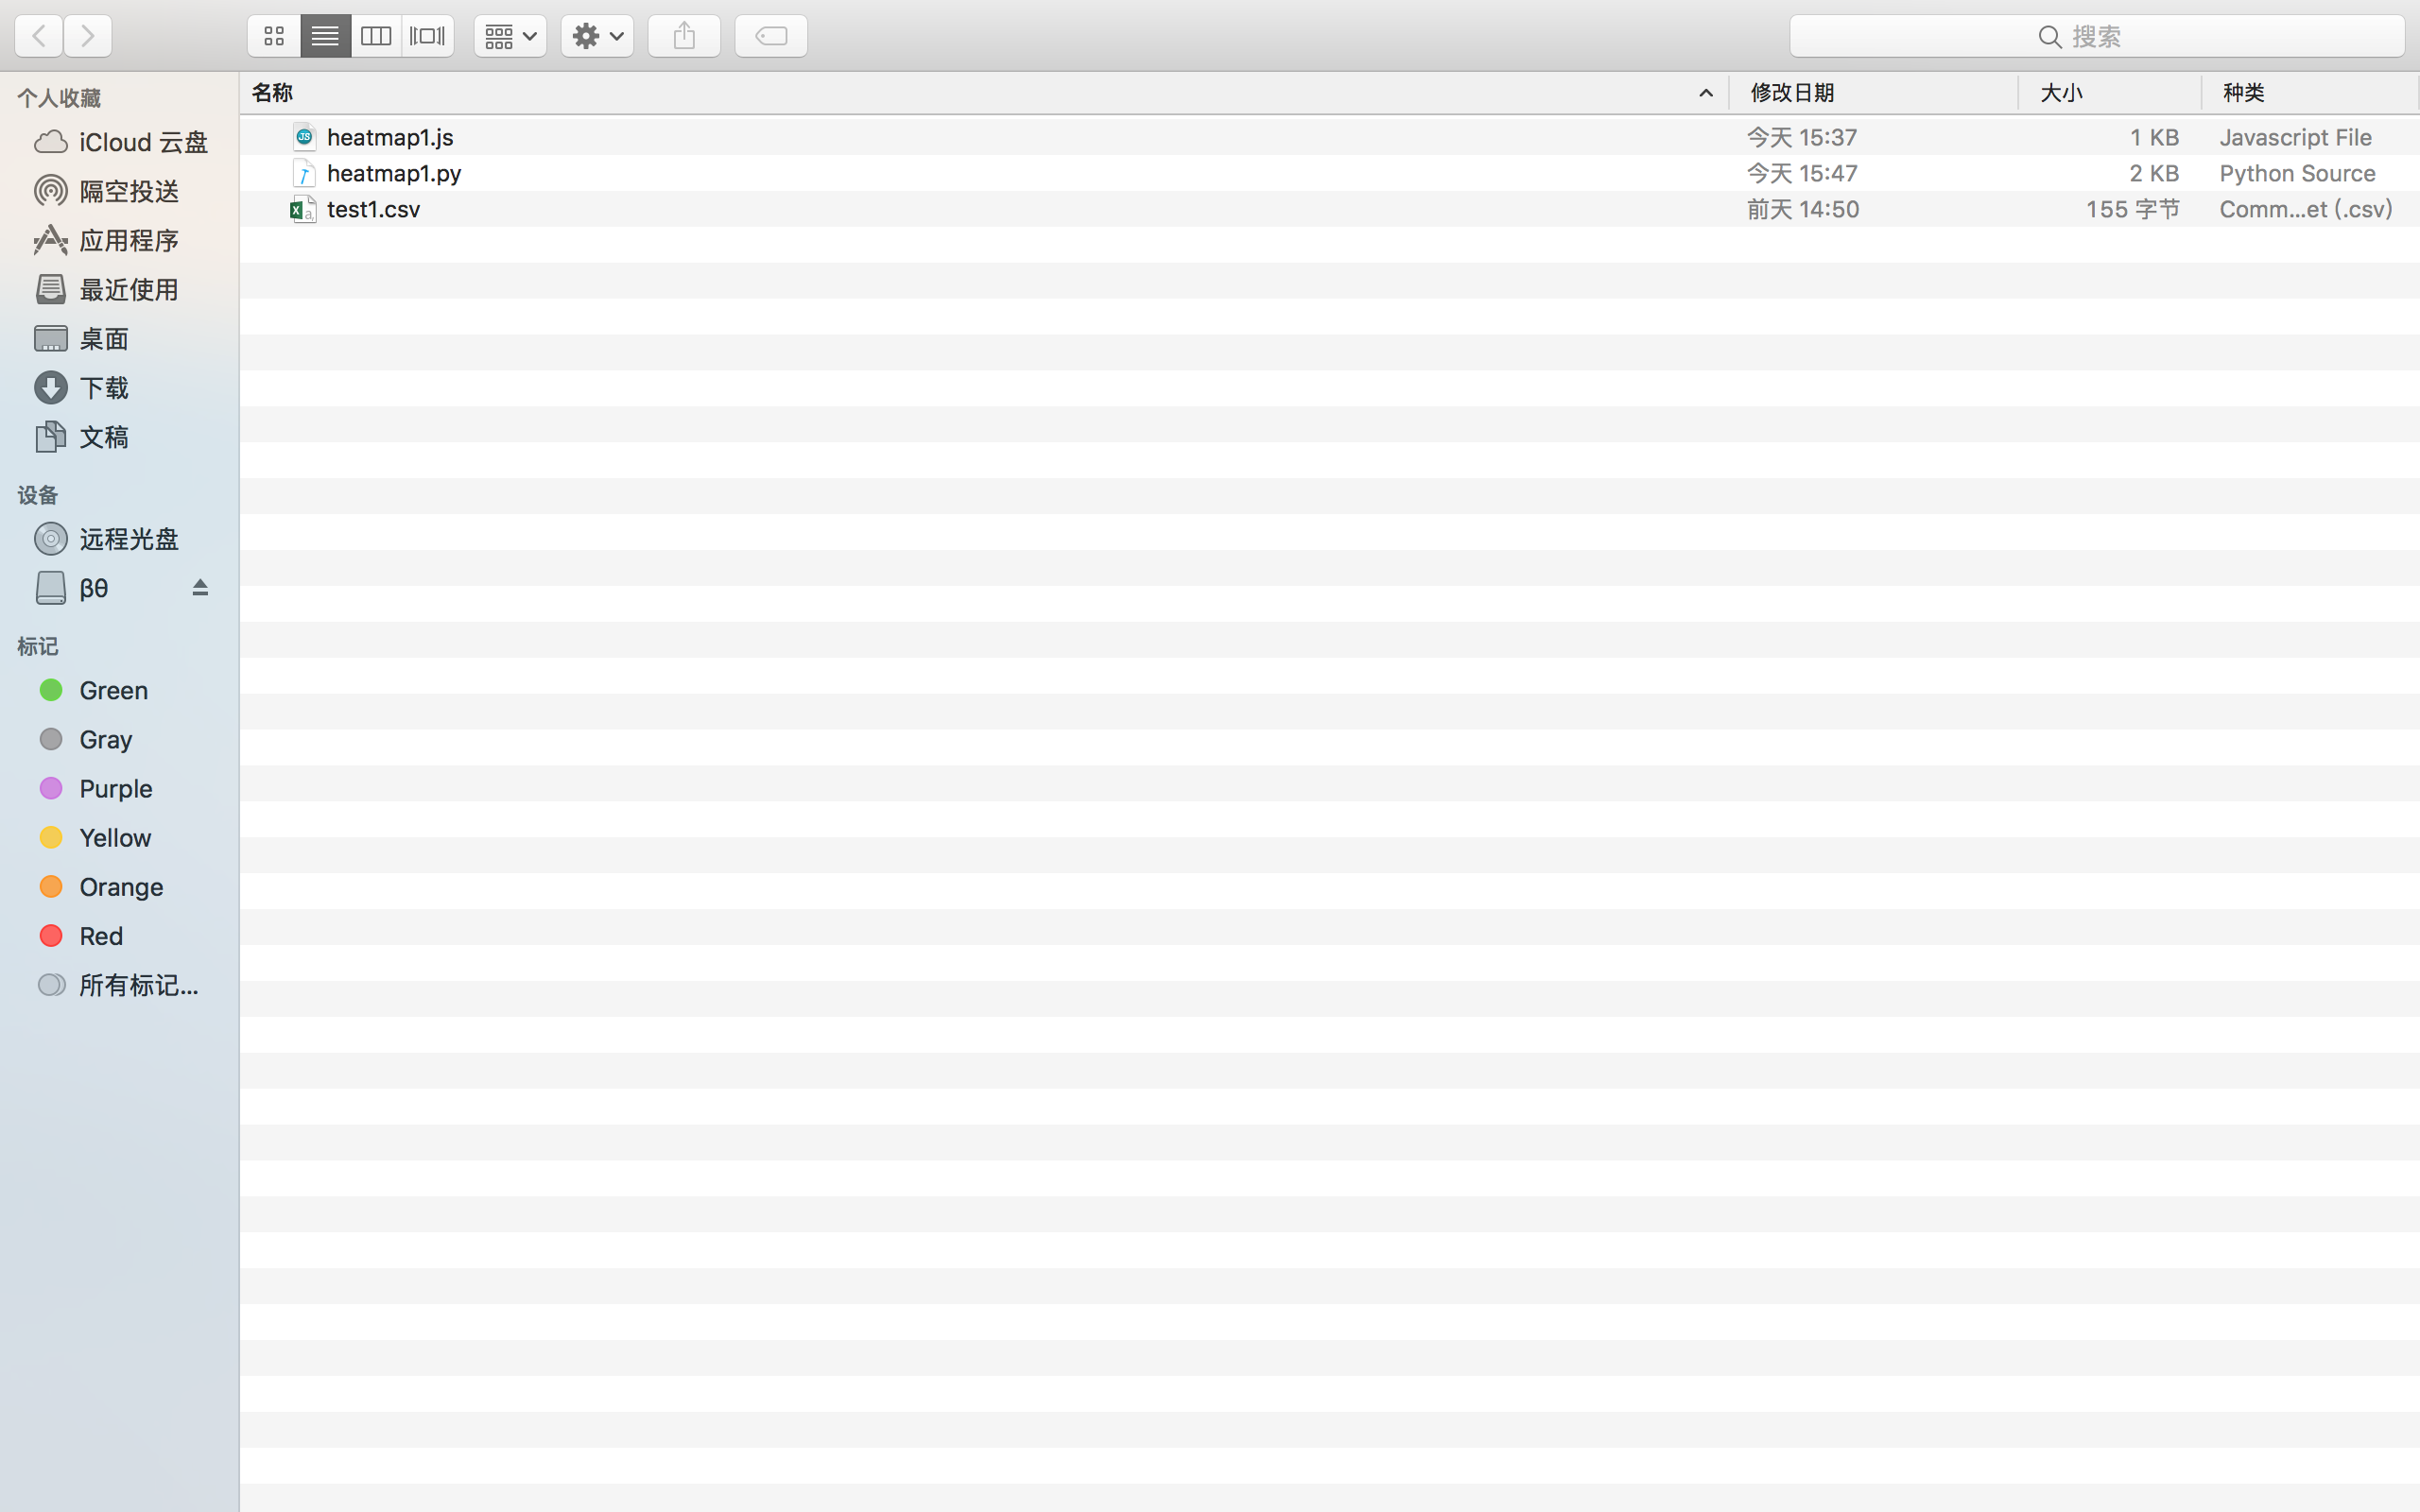 搜索
个人收藏
iCloud 云盘
隔空投送
应用程序
最近使用
桌面
下载
文稿
设备
远程光盘
βθ
标记
Green
Gray
Purple
Yellow
Orange
Red
所有标记...
名称 修改日期 大小 种类
heatmap1.js 今天 15:37 1 KB Javascript File
heatmap1.py 今天 15:47 2 KB Python Source
test1.csv 前天 14:50 155 字节 Comm...et (.csv)